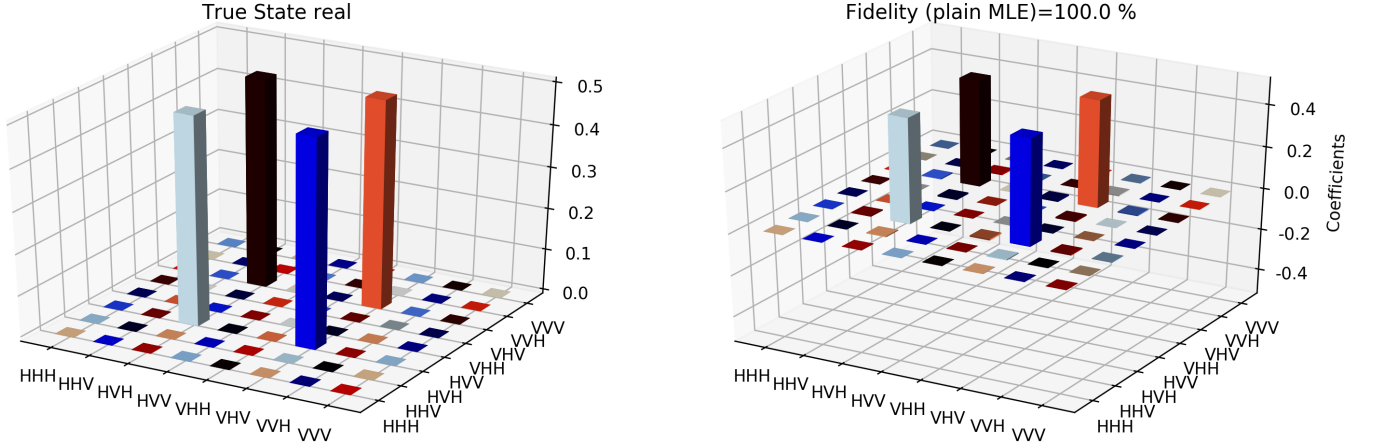 True State real
0.5
0.4
0.3
0.2
0.1
0.0
HHH
HHV
HVH
HVV
VHH
VHV
VVH
VVV
HHH
HHV
HVH
HVV
VHH
VHV
VVH
VVV
Fidelity (plain MLE)=100.0 %
0.4
0.2
0.0
-0.2
-0.4
Coefficients
HHH
HHV
HVH
HVV
VHH
VHV
VVH
VVV
HHH
HHV
HVH
HVV
VHH
VHV
VVH
VVV